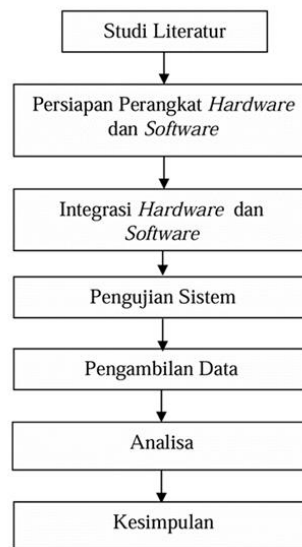 Studi Literatur
Persiapan Perangkat Hardware
dan Software
Integrasi Hardware dan
Software
Pengujian Sistem
Pengambilan Data
Analisa
Kesimpulan